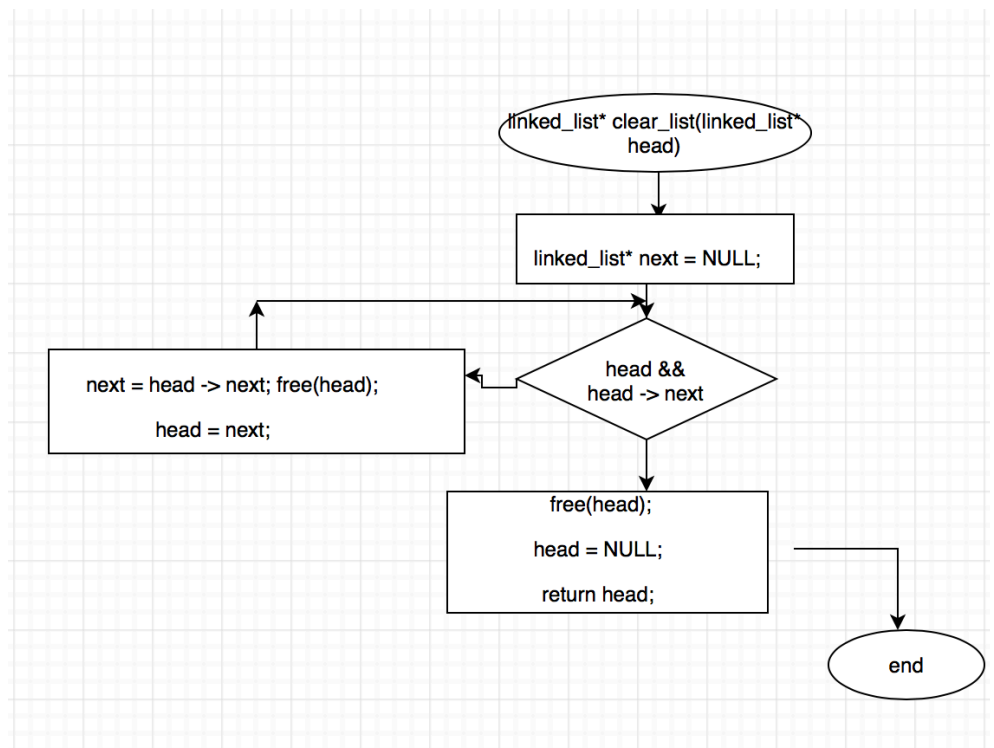 linked_list* clear_list(linked_list*
head)
linked_list* next = NULL;
head &&
head -> next
next = head -> next; free(head);
head = next;
free(head);
head = NULL;
return head;
end